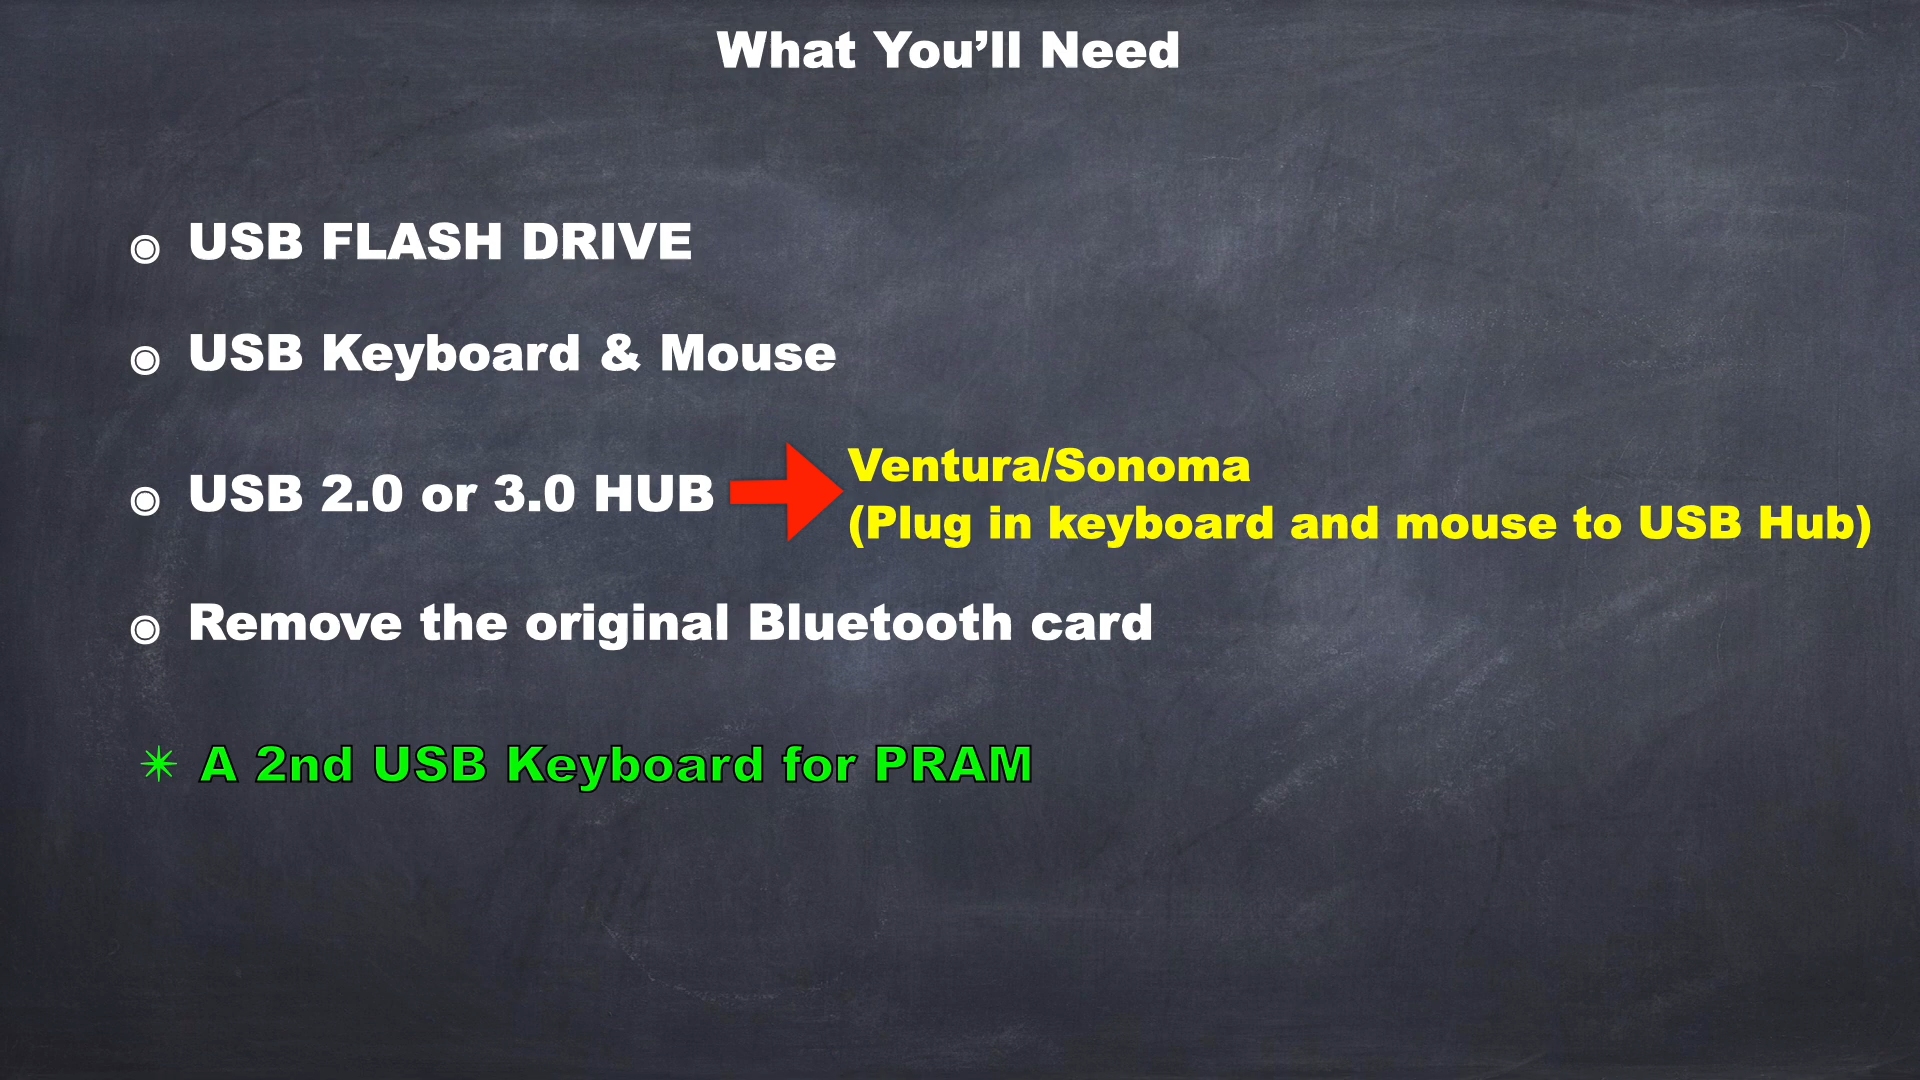 What You’ll Need
◉ USB FLASH DRIVE
◉ USB Keyboard & Mouse
◉ USB 2.0 or 3.0 HUB
Ventura/Sonoma
(Plug in keyboard and mouse to USB Hub)
◉ Remove the original Bluetooth card
✴ A 2nd USB Keyboard for PRAM